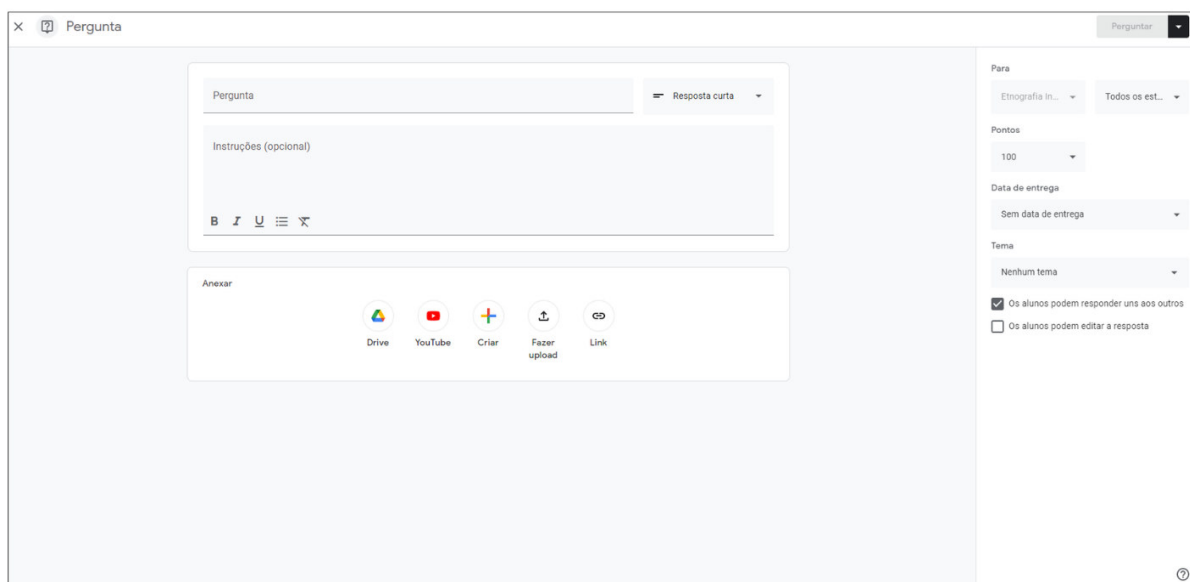 Pergunta
Perguntar
Pergunta
Resposta curta
Instruções (opcional)
B I U
Anexar
Drive
YouTube
Criar
Fazer upload
Link
Para
Etnografia in...
Todos os est...
Pontos
100
Data de entrega
Sem data de entrega
Tema
Nenhum tema
Os alunos podem responder uns aos outros
Os alunos podem editar a resposta